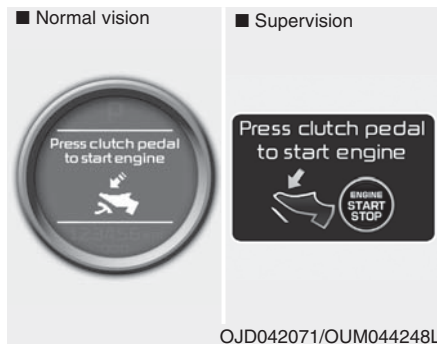 ■ Normal vision
Press clutch pedal
to start engine
■ Supervision
Press clutch pedal
to start engine
ENGINE
START
STOP
OJD042071/OUM044248L